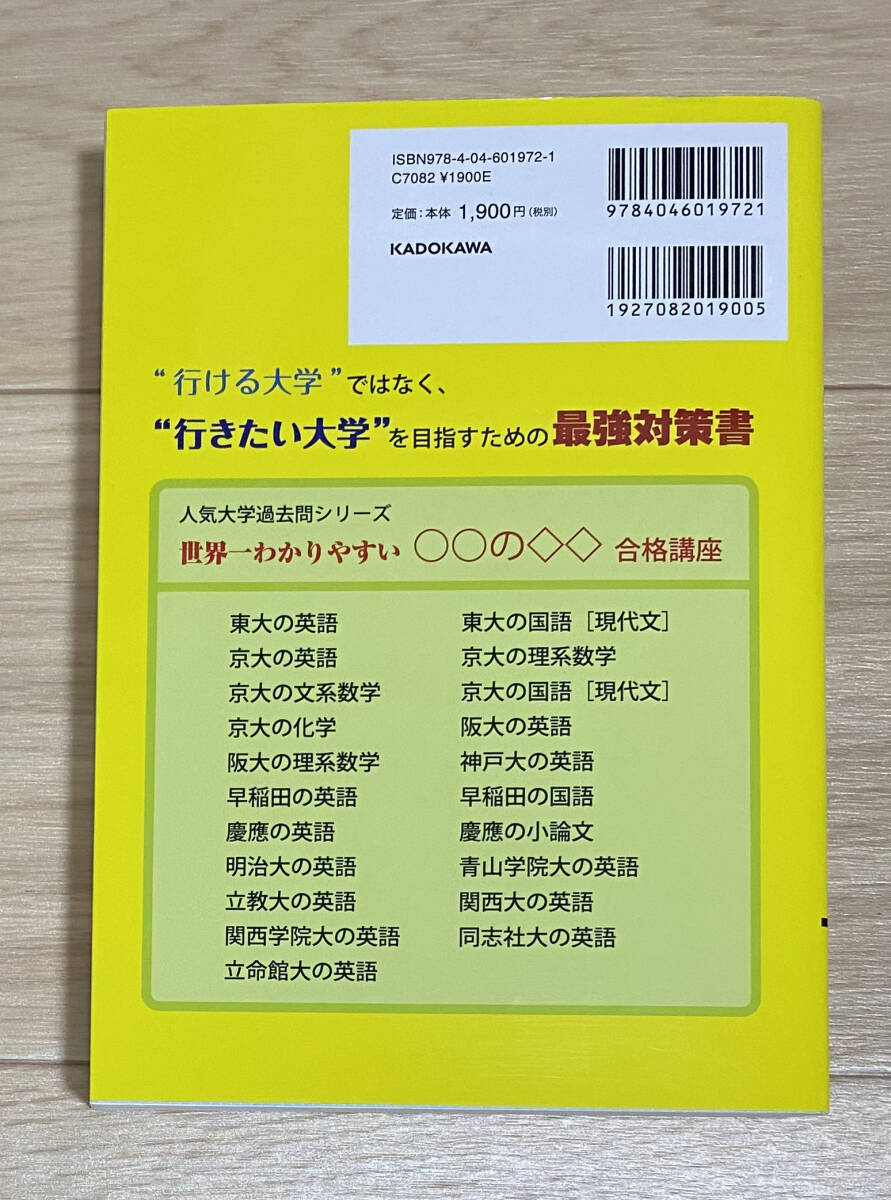 ISBN978-4-04-601972-1
C7082 ¥1900E
定価：本体 1,900円（税別）
KADOKAWA
9784046019721
1927082019005
“行ける大学”ではなく、
“行きたい大学”を目指すための最強対策書
人気大学過去問シリーズ
世界一わかりやすい ○○の◇◇ 合格講座
東大の英語 東大の国語［現代文］
京大の英語 京大の理系数学
京大の文系数学 京大の国語［現代文］
京大の化学 阪大の英語
阪大の理系数学 神戸大の英語
早稲田の英語 早稲田の国語
慶應の英語 慶應の小論文
明治大の英語 青山学院大の英語
立教大の英語 関西大の英語
関西学院大の英語 同志社大の英語
立命館大の英語